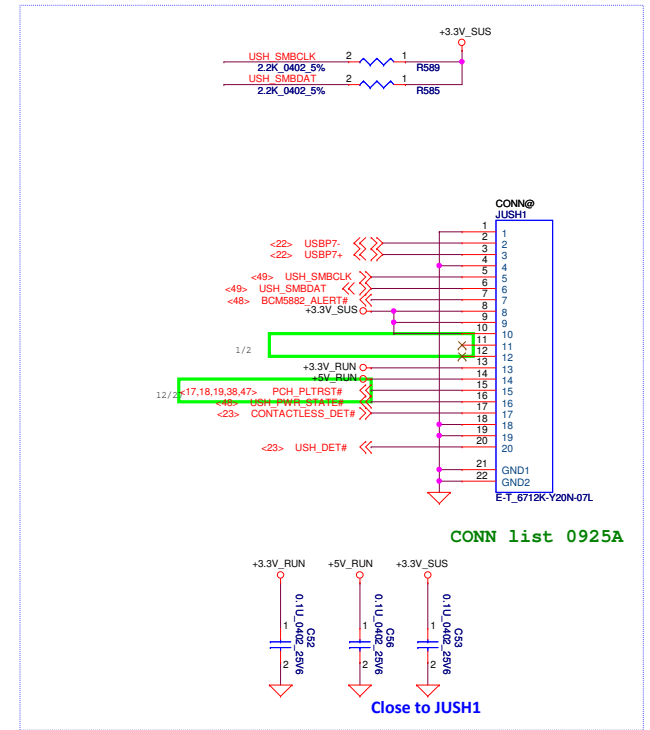 +3.3V_SUS
USH_SMBCLK 2 1
2.2K_0402_5% R589
USH_SMBDAT 2 1
2.2K_0402_5% R585
CONN@
JUSH1
1 1
<22> USBP7- 2 2
<22> USBP7+ 3 3
4 4
<49> USH_SMBCLK 5 5
<49> USH_SMBDAT 6 6
<48> BCM5882_ALERT# 7 7
+3.3V_SUS 8 8
9 9
10 10
1/2 11 11
12 12
+3.3V_RUN 13 13
+5V_RUN 14 14
12/2 <17,18,19,38,47> PCH_PLTRST# 15 15
<48> USH_PWR_STATE# 16 16
<23> CONTACTLESS_DET# 17 17
18 18
19 19
<23> USH_DET# 20 20
21 GND1
22 GND2
E-T_6712K-Y20N-07L
CONN list 0925A
+3.3V_RUN +5V_RUN +3.3V_SUS
1 2 C52 0.1U_0402_25V6
1 2 C56 0.1U_0402_25V6
1 2 C53 0.1U_0402_25V6
Close to JUSH1